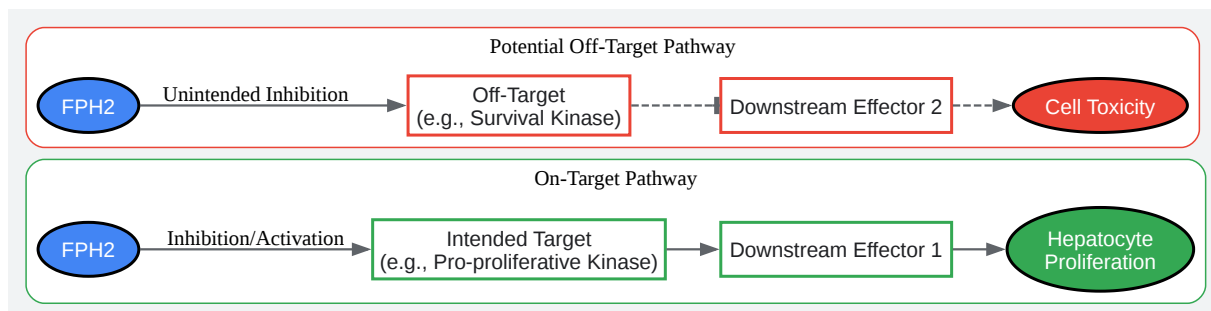 Potential Off-Target Pathway
FPH2
Unintended Inhibition
Off-Target
(e.g., Survival Kinase)
Downstream Effector 2
Cell Toxicity
On-Target Pathway
FPH2
Inhibition/Activation
Intended Target
(e.g., Pro-proliferative Kinase)
Downstream Effector 1
Hepatocyte
Proliferation